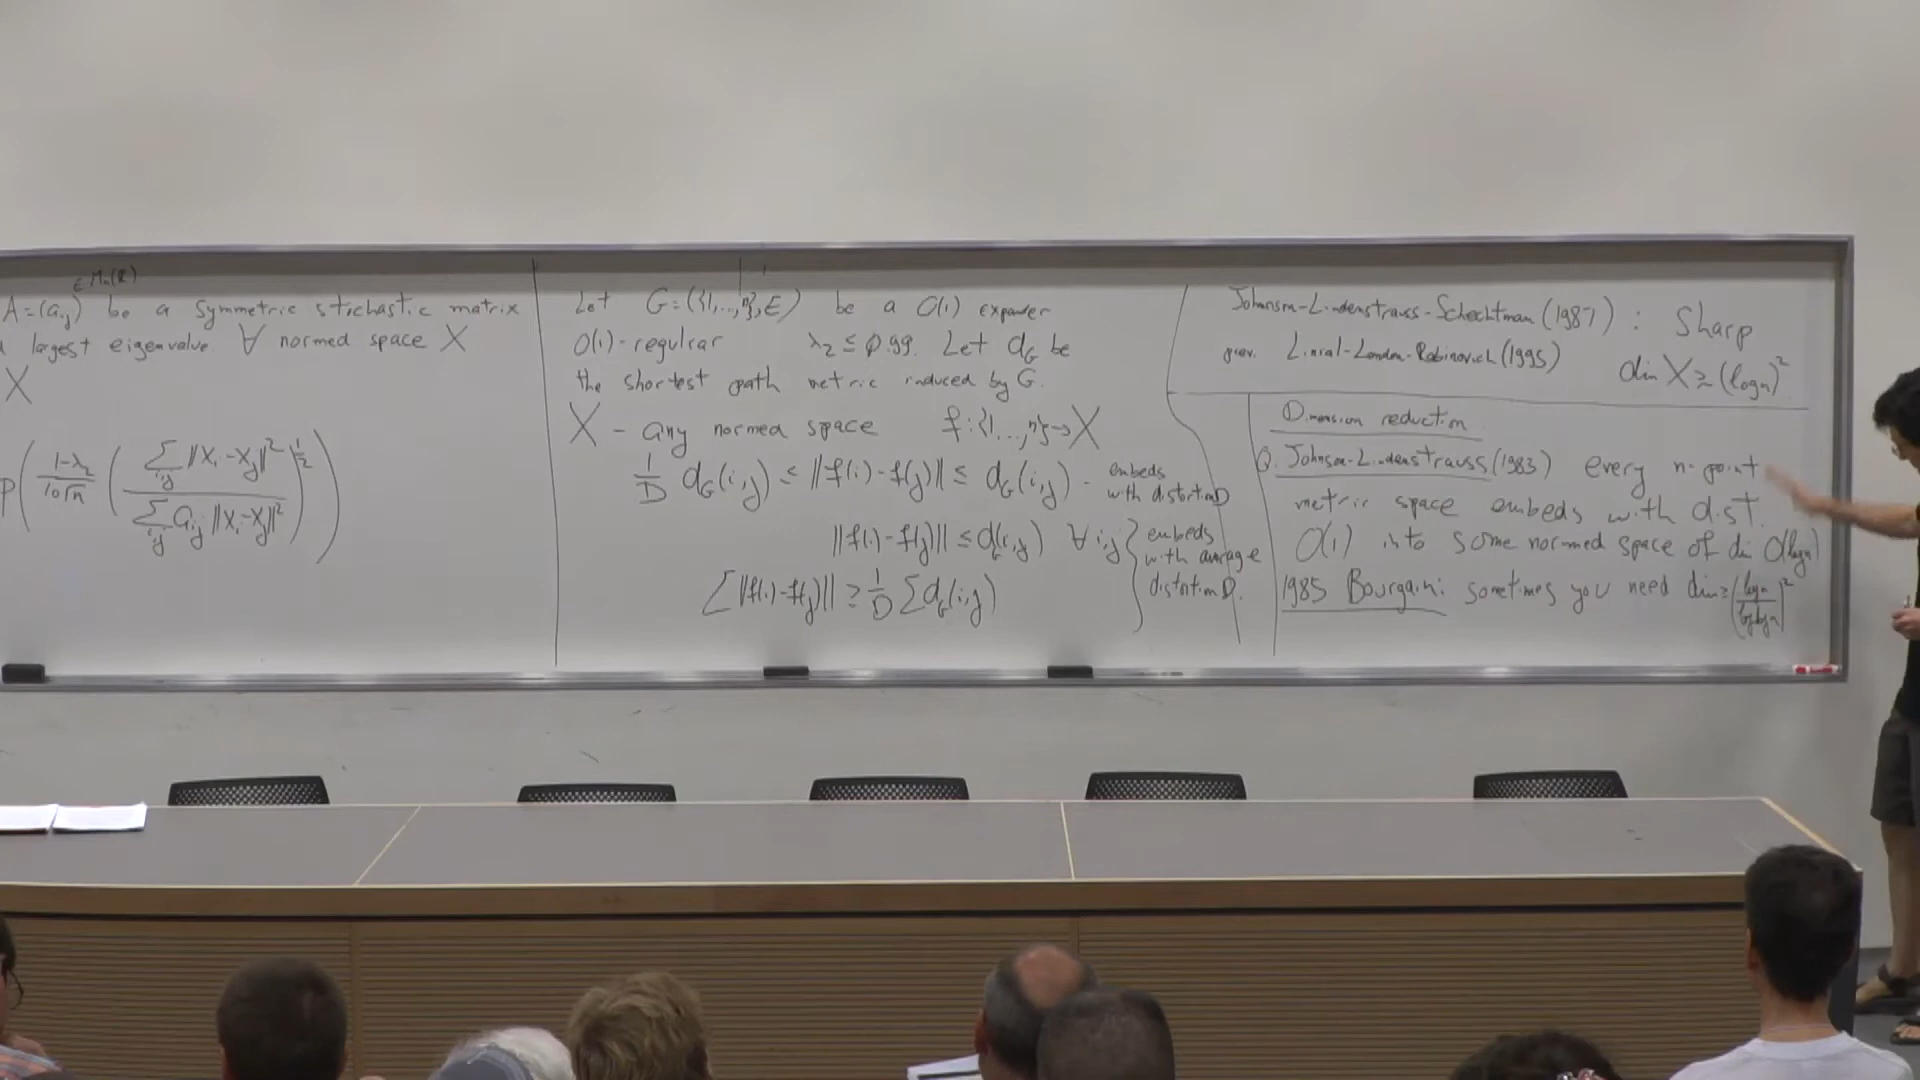 ∈ Mn(R)
A = (a_ij) be a symmetric stochastic matrix
largest eigenvalue. ∀ normed space X
X
p( (1-λ_2)/(10√n) ( (Σ_{i,j} ||x_i - x_j||^2) / (Σ_{i,j} a_ij ||x_i - x_j||^2) )^{1/2} )
Let G = ({1,...,n}, E) be a O(1) expander
O(1)-regular λ_2 ≤ 0.99. Let d_G be
the shortest path metric induced by G.
X - any normed space f: {1,...,n} → X
1/D d_G(i,j) ≤ ||f(i) - f(j)|| ≤ d_G(i,j) - embeds
with distortion D
||f(i) - f(j)|| ≤ d_G(i,j) ∀ i,j } embeds
with average
distortion D.
Σ ||f(i) - f(j)|| ≥ 1/D Σ d_G(i,j)
Johnson-Lindenstrauss-Schechtman (1987) : Sharp
Linial-London-Rabinovich (1995)
dim X ≥ (log n)^2
Dimension reduction
Q. Johnson-Lindenstrauss (1983) every n-point
metric space embeds with dist.
O(1) into some normed space of dim O(log n)
1985 Bourgain: sometimes you need dim ≥ (log n / log log n)^2